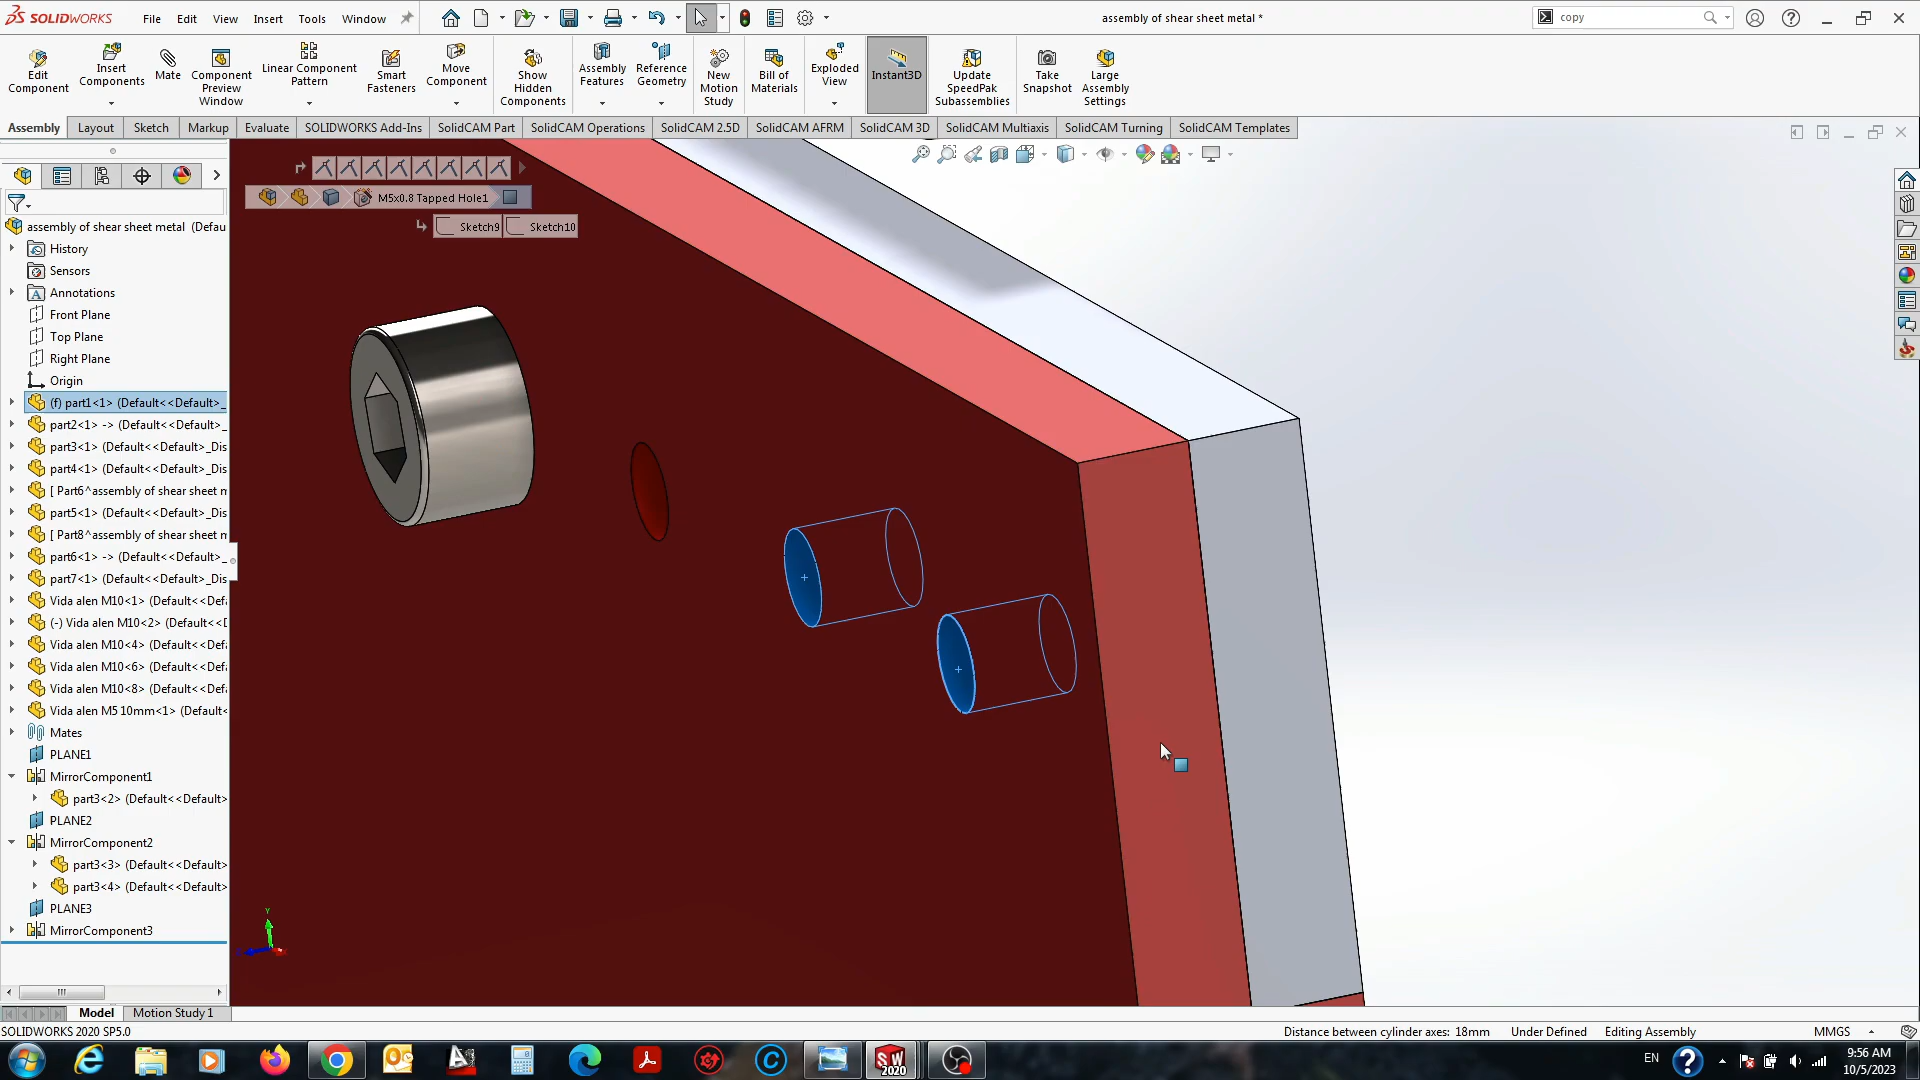 SOLIDWORKS File Edit View Insert Tools Window
assembly of shear sheet metal *
copy
Edit Component
Insert Components
Mate
Component Preview Window
Linear Component Pattern
Smart Fasteners
Move Component
Show Hidden Components
Assembly Features
Reference Geometry
New Motion Study
Bill of Materials
Exploded View
Instant3D
Update SpeedPak Subassemblies
Take Snapshot
Large Assembly Settings
Assembly Layout Sketch Markup Evaluate SOLIDWORKS Add-Ins SolidCAM Part SolidCAM Operations SolidCAM 2.5D SolidCAM AFRM SolidCAM 3D SolidCAM Multiaxis SolidCAM Turning SolidCAM Templates
M5x0.8 Tapped Hole1
Sketch9 Sketch10
assembly of shear sheet metal (Defau
History
Sensors
Annotations
Front Plane
Top Plane
Right Plane
Origin
(f) part1<1> (Default<<Default>_
part2<1> -> (Default<<Default>_
part3<1> (Default<<Default>_Dis
part4<1> (Default<<Default>_Dis
[ Part6^assembly of shear sheet
part5<1> (Default<<Default>_Dis
[ Part8^assembly of shear sheet
part6<1> -> (Default<<Default>_
part7<1> (Default<<Default>_Dis
Vida alen M10<1> (Default<<Def
(-) Vida alen M10<2> (Default<<
Vida alen M10<4> (Default<<Def
Vida alen M10<6> (Default<<Def
Vida alen M10<8> (Default<<Def
Vida alen M5 10mm<1> (Default<
Mates
PLANE1
MirrorComponent1
part3<2> (Default<<Default>
PLANE2
MirrorComponent2
part3<3> (Default<<Default>
part3<4> (Default<<Default>
PLANE3
MirrorComponent3
Y
Model Motion Study 1
SOLIDWORKS 2020 SP5.0
Distance between cylinder axes: 18mm Under Defined Editing Assembly MMGS
SW 2020
EN
9:56 AM
10/5/2023